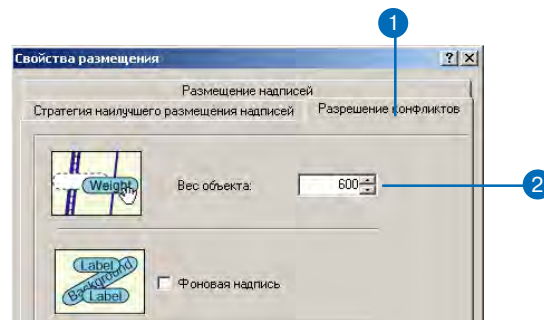 1
Свойства размещения
Размещение надписей
Стратегия наилучшего размещения надписей
Разрешение конфликтов
Weight
Вес объекта:
600
2
Label
Background
Label
Фоновая надпись